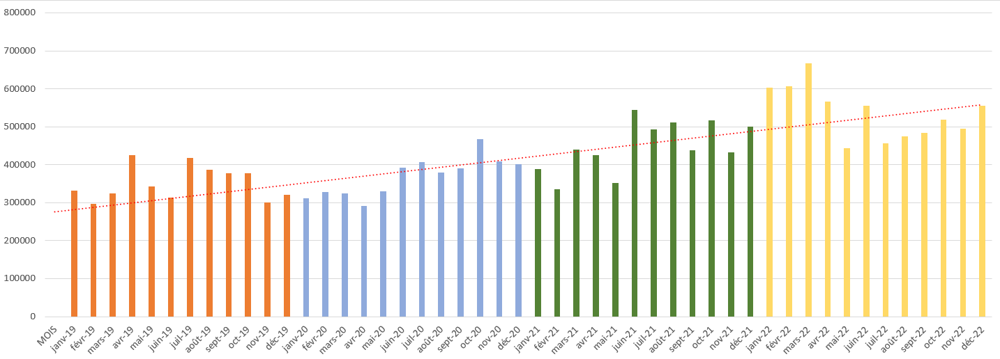 800000
700000
600000
500000
400000
300000
200000
100000
0
MOIS
janv-19
févr-19
mars-19
avr-19
mai-19
juin-19
juil-19
août-19
sept-19
oct-19
nov-19
déc-19
janv-20
févr-20
mars-20
avr-20
mai-20
juin-20
juil-20
août-20
sept-20
oct-20
nov-20
déc-20
janv-21
févr-21
mars-21
avr-21
mai-21
juin-21
juil-21
août-21
sept-21
oct-21
nov-21
déc-21
janv-22
févr-22
mars-22
avr-22
mai-22
juin-22
juil-22
août-22
sept-22
oct-22
nov-22
déc-22